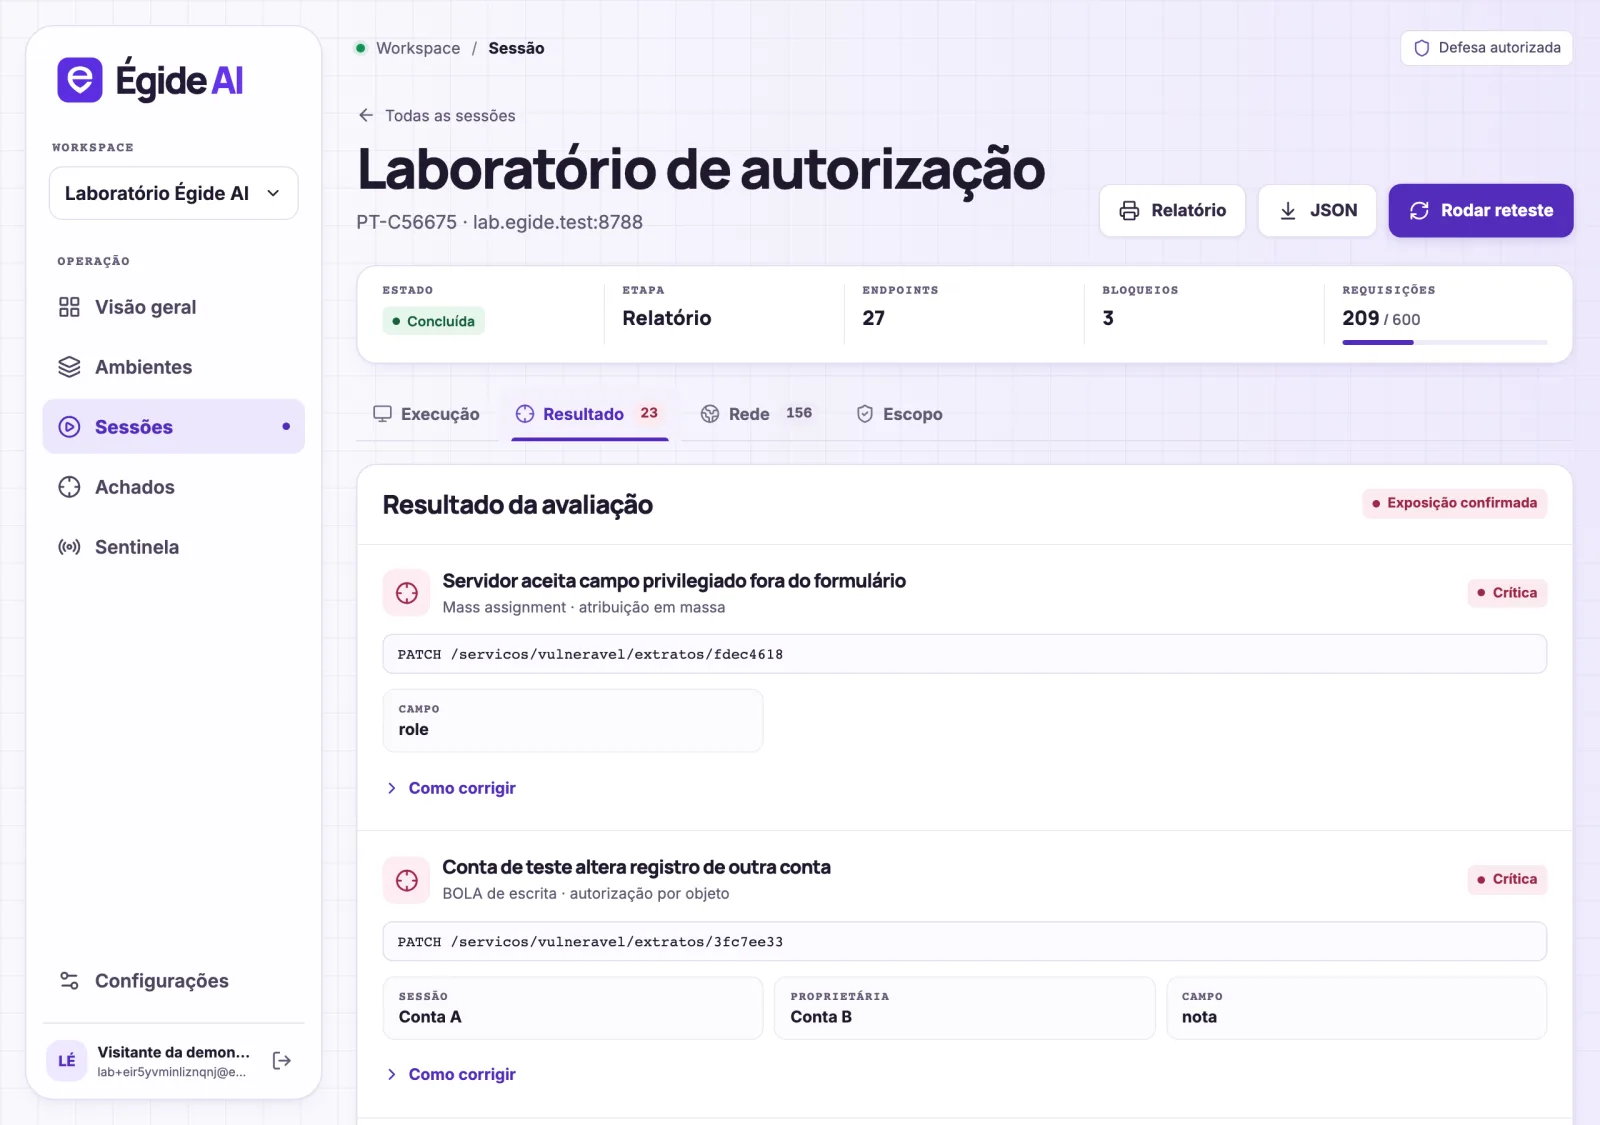 Égide AI
WORKSPACE
Laboratório Égide AI
OPERAÇÃO
Visão geral
Ambientes
Sessões
Achados
Sentinela
Configurações
LÉ
Visitante da demon...
lab+eir5yvminliznqnj@e...
Workspace / Sessão
Defesa autorizada
Todas as sessões
Laboratório de autorização
PT-C56675 · lab.egide.test:8788
Relatório
JSON
Rodar reteste
ESTADO
Concluída
ETAPA
Relatório
ENDPOINTS
27
BLOQUEIOS
3
REQUISIÇÕES
209 / 600
Execução
Resultado 23
Rede 156
Escopo
Resultado da avaliação
Exposição confirmada
Servidor aceita campo privilegiado fora do formulário
Mass assignment · atribuição em massa
Crítica
PATCH /servicos/vulneravel/extratos/fdec4618
CAMPO
role
Como corrigir
Conta de teste altera registro de outra conta
BOLA de escrita · autorização por objeto
Crítica
PATCH /servicos/vulneravel/extratos/3fc7ee33
SESSÃO
Conta A
PROPRIETÁRIA
Conta B
CAMPO
nota
Como corrigir